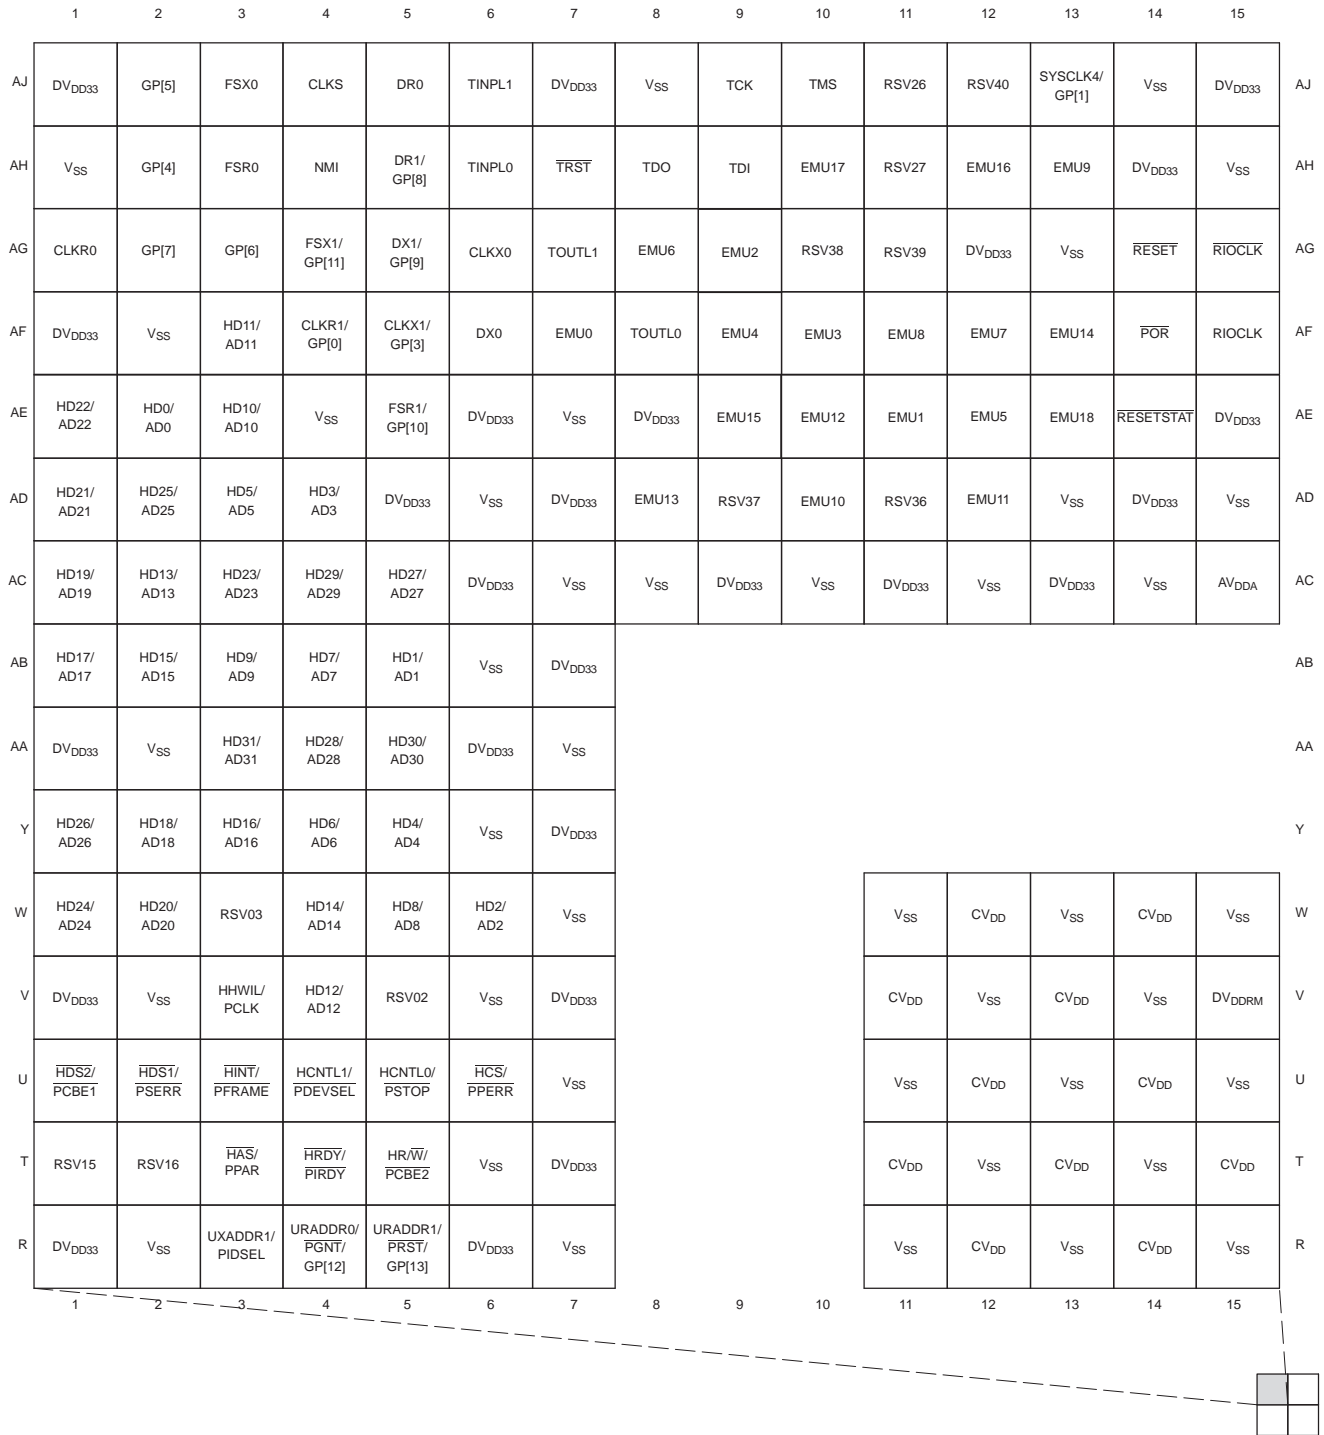 1 2 3 4 5 6 7 8 9 10 11 12 13 14 15
AJ DVDD33 GP[5] FSX0 CLKS DR0 TINPL1 DVDD33 VSS TCK TMS RSV26 RSV40 SYSCLK4/ GP[1] VSS DVDD33 AJ
AH VSS GP[4] FSR0 NMI DR1/ GP[8] TINPL0 TRST TDO TDI EMU17 RSV27 EMU16 EMU9 DVDD33 VSS AH
AG CLKR0 GP[7] GP[6] FSX1/ GP[11] DX1/ GP[9] CLKX0 TOUTL1 EMU6 EMU2 RSV38 RSV39 DVDD33 VSS RESET RIOCLK AG
AF DVDD33 VSS HD11/ AD11 CLKR1/ GP[0] CLKX1/ GP[3] DX0 EMU0 TOUTL0 EMU4 EMU3 EMU8 EMU7 EMU14 POR RIOCLK AF
AE HD22/ AD22 HD0/ AD0 HD10/ AD10 VSS FSR1/ GP[10] DVDD33 VSS DVDD33 EMU15 EMU12 EMU1 EMU5 EMU18 RESETSTAT DVDD33 AE
AD HD21/ AD21 HD25/ AD25 HD5/ AD5 HD3/ AD3 DVDD33 VSS DVDD33 EMU13 RSV37 EMU10 RSV36 EMU11 VSS DVDD33 VSS AD
AC HD19/ AD19 HD13/ AD13 HD23/ AD23 HD29/ AD29 HD27/ AD27 DVDD33 VSS VSS DVDD33 VSS DVDD33 VSS DVDD33 VSS AVDDA AC
AB HD17/ AD17 HD15/ AD15 HD9/ AD9 HD7/ AD7 HD1/ AD1 VSS DVDD33 AB
AA DVDD33 VSS HD31/ AD31 HD28/ AD28 HD30/ AD30 DVDD33 VSS AA
Y HD26/ AD26 HD18/ AD18 HD16/ AD16 HD6/ AD6 HD4/ AD4 VSS DVDD33 Y
W HD24/ AD24 HD20/ AD20 RSV03 HD14/ AD14 HD8/ AD8 HD2/ AD2 VSS VSS CVDD VSS CVDD VSS W
V DVDD33 VSS HHWIL/ PCLK HD12/ AD12 RSV02 VSS DVDD33 CVDD VSS CVDD VSS DVDDRM V
U HDS2/ PCBE1 HDS1/ PSERR HINT/ PFRAME HCNTL1/ PDEVSEL HCNTL0/ PSTOP HCS/ PPERR VSS VSS CVDD VSS CVDD VSS U
T RSV15 RSV16 HAS/ PPAR HRDY/ PIRDY HR/W/ PCBE2 VSS DVDD33 CVDD VSS CVDD VSS CVDD T
R DVDD33 VSS UXADDR1/ PIDSEL URADDR0/ PGNT/ GP[12] URADDR1/ PRST/ GP[13] DVDD33 VSS VSS CVDD VSS CVDD VSS R
1 2 3 4 5 6 7 8 9 10 11 12 13 14 15